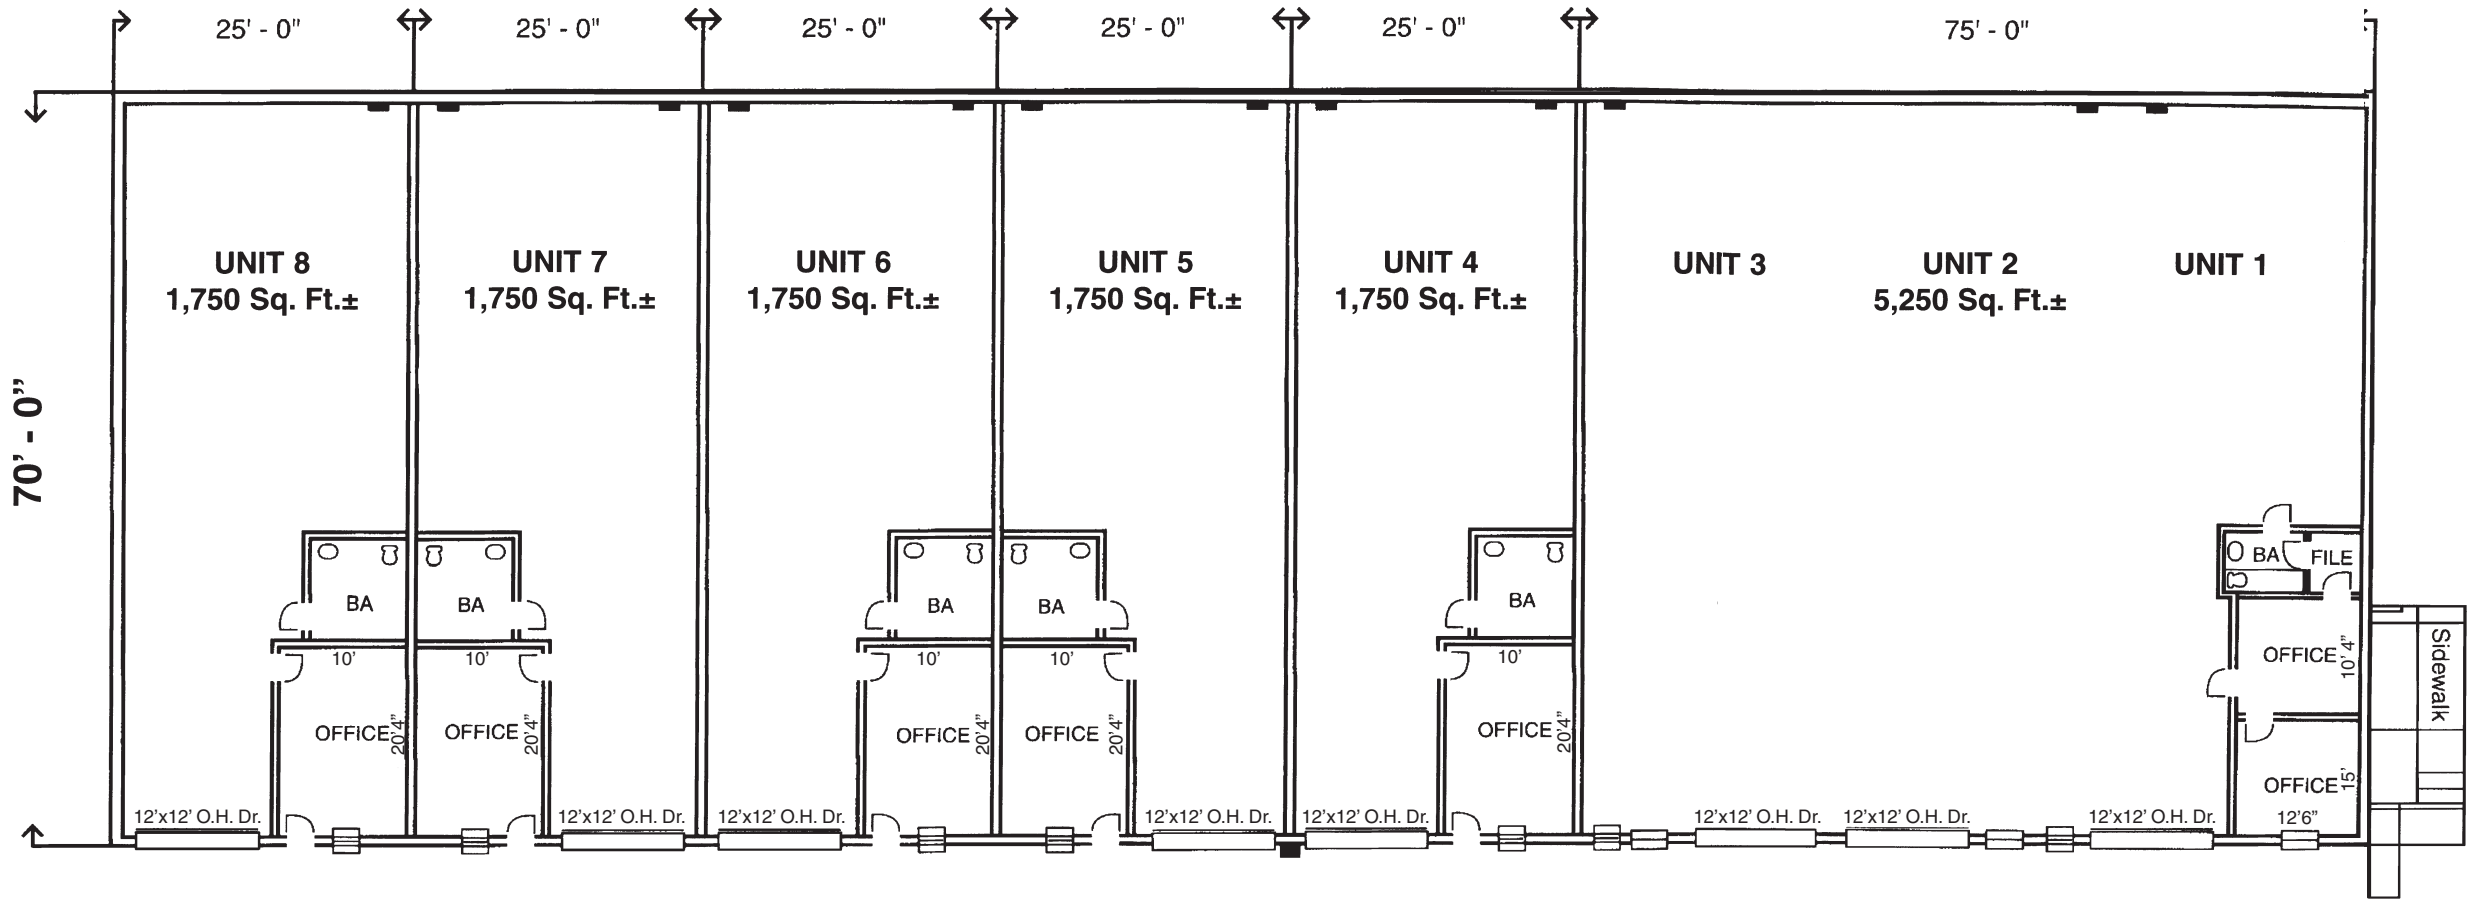 25' - 0" 25' - 0" 25' - 0" 25' - 0" 25' - 0" 75' - 0"
70' - 0"
UNIT 8
1,750 Sq. Ft.±
UNIT 7
1,750 Sq. Ft.±
UNIT 6
1,750 Sq. Ft.±
UNIT 5
1,750 Sq. Ft.±
UNIT 4
1,750 Sq. Ft.±
UNIT 3
UNIT 2
5,250 Sq. Ft.±
UNIT 1
BA
BA
BA
BA
BA
BA
FILE
10'
10'
10'
10'
10'
OFFICE
20'4"
OFFICE
20'4"
OFFICE
20'4"
OFFICE
20'4"
OFFICE
20'4"
OFFICE
10' 4"
OFFICE
15'
12'6"
Sidewalk
12'x12' O.H. Dr.
12'x12' O.H. Dr.
12'x12' O.H. Dr.
12'x12' O.H. Dr.
12'x12' O.H. Dr.
12'x12' O.H. Dr.
12'x12' O.H. Dr.
12'x12' O.H. Dr.